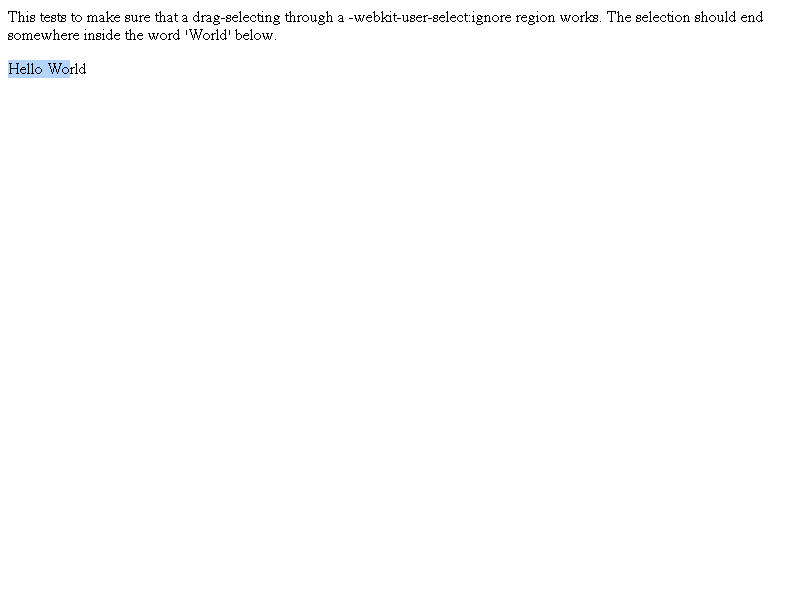 This tests to make sure that a drag-selecting through a -webkit-user-select:ignore region works. The selection should end
somewhere inside the word 'World' below.
Hello World